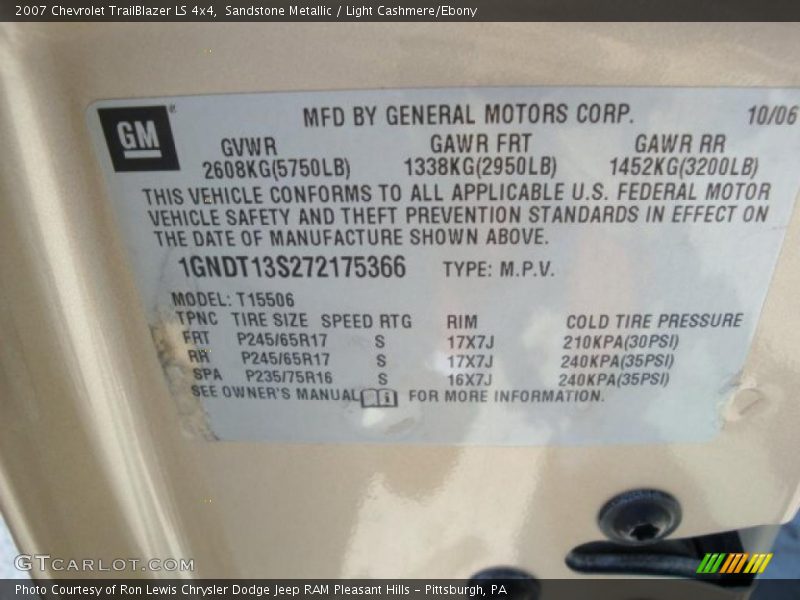 2007 Chevrolet TrailBlazer LS 4x4, Sandstone Metallic / Light Cashmere/Ebony
GM
MFD BY GENERAL MOTORS CORP. 10/06
GVWR GAWR FRT GAWR RR
2608KG(5750LB) 1338KG(2950LB) 1452KG(3200LB)
THIS VEHICLE CONFORMS TO ALL APPLICABLE U.S. FEDERAL MOTOR
VEHICLE SAFETY AND THEFT PREVENTION STANDARDS IN EFFECT ON
THE DATE OF MANUFACTURE SHOWN ABOVE.
1GNDT13S272175366 TYPE: M.P.V.
MODEL: T15506
TPNC TIRE SIZE SPEED RTG RIM COLD TIRE PRESSURE
FRT P245/65R17 S 17X7J 210KPA(30PSI)
RR P245/65R17 S 17X7J 240KPA(35PSI)
SPA P235/75R16 S 16X7J 240KPA(35PSI)
SEE OWNER'S MANUAL FOR MORE INFORMATION.
GTCARLOT.COM
Photo Courtesy of Ron Lewis Chrysler Dodge Jeep RAM Pleasant Hills - Pittsburgh, PA